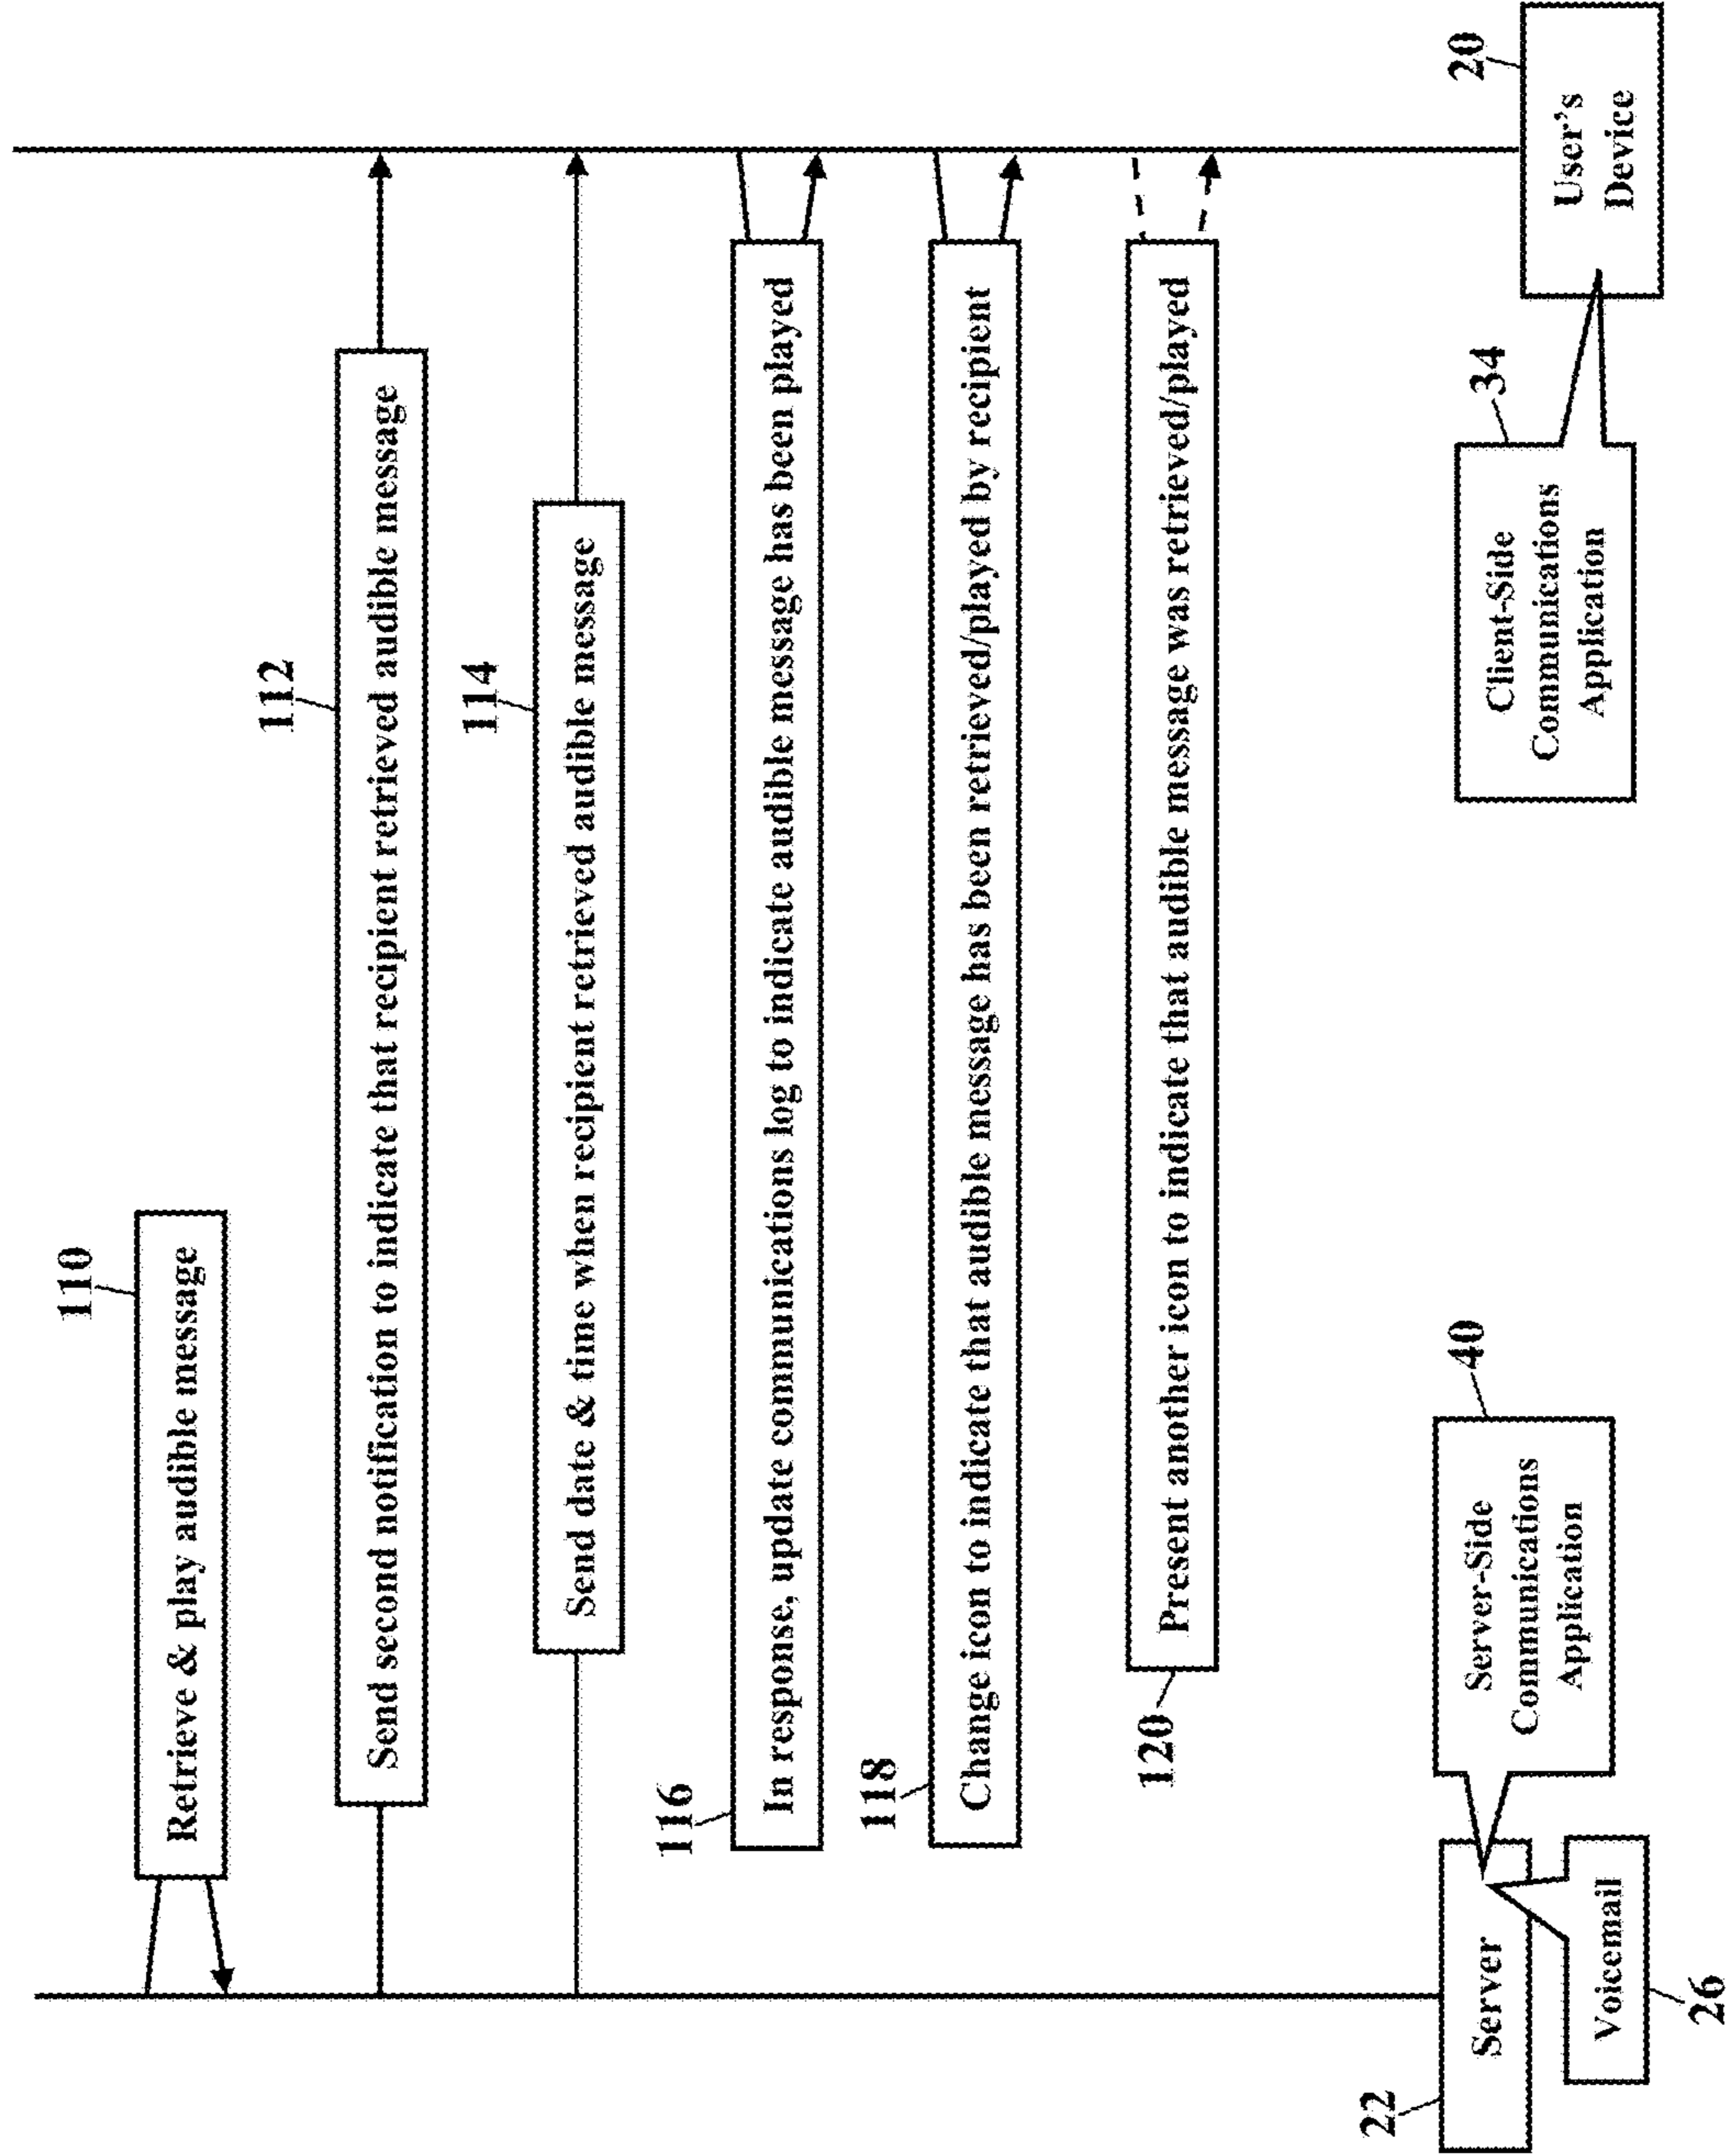 110
Retrieve & play audible message
112
Send second notification to indicate that recipient retrieved audible message
114
Send date & time when recipient retrieved audible message
116
In response, update communications log to indicate audible message has been played
118
Change icon to indicate that audible message has been retrieved/played by recipient
120
Present another icon to indicate that audible message was retrieved/played
22
Server
Voicemail
26
40
Server-Side
Communications
Application
34
Client-Side
Communications
Application
20
User's
Device